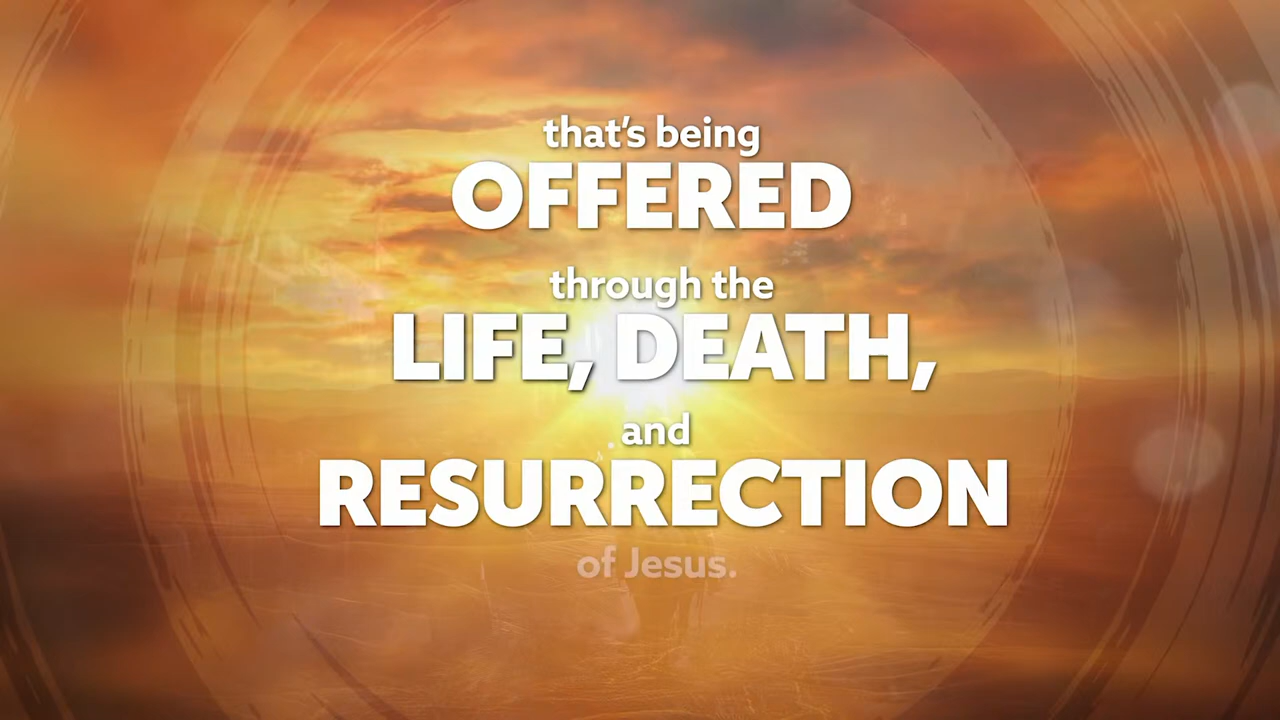 that's being
OFFERED
through the
LIFE, DEATH,
and
RESURRECTION
of Jesus.